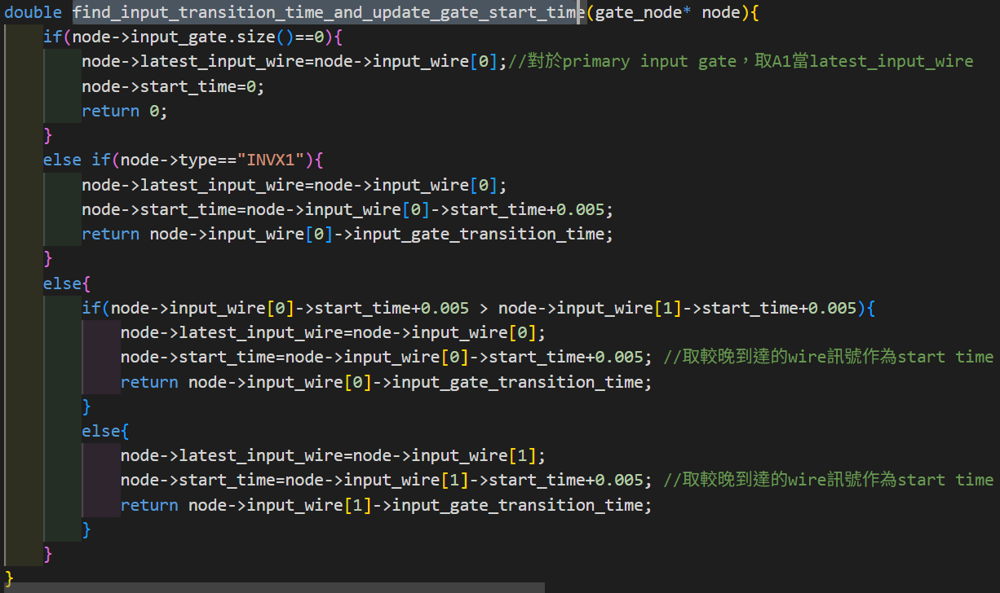 double find_input_transition_time_and_update_gate_start_time(gate_node* node){
    if(node->input_gate.size()==0){
        node->latest_input_wire=node->input_wire[0];//對於primary input gate，取A1當latest_input_wire
        node->start_time=0;
        return 0;
    }
    else if(node->type=="INVX1"){
        node->latest_input_wire=node->input_wire[0];
        node->start_time=node->input_wire[0]->start_time+0.005;
        return node->input_wire[0]->input_gate_transition_time;
    }
    else{
        if(node->input_wire[0]->start_time+0.005 > node->input_wire[1]->start_time+0.005){
            node->latest_input_wire=node->input_wire[0];
            node->start_time=node->input_wire[0]->start_time+0.005; //取較晚到達的wire訊號作為start time
            return node->input_wire[0]->input_gate_transition_time;
        }
        else{
            node->latest_input_wire=node->input_wire[1];
            node->start_time=node->input_wire[1]->start_time+0.005; //取較晚到達的wire訊號作為start time
            return node->input_wire[1]->input_gate_transition_time;
        }
    }
}